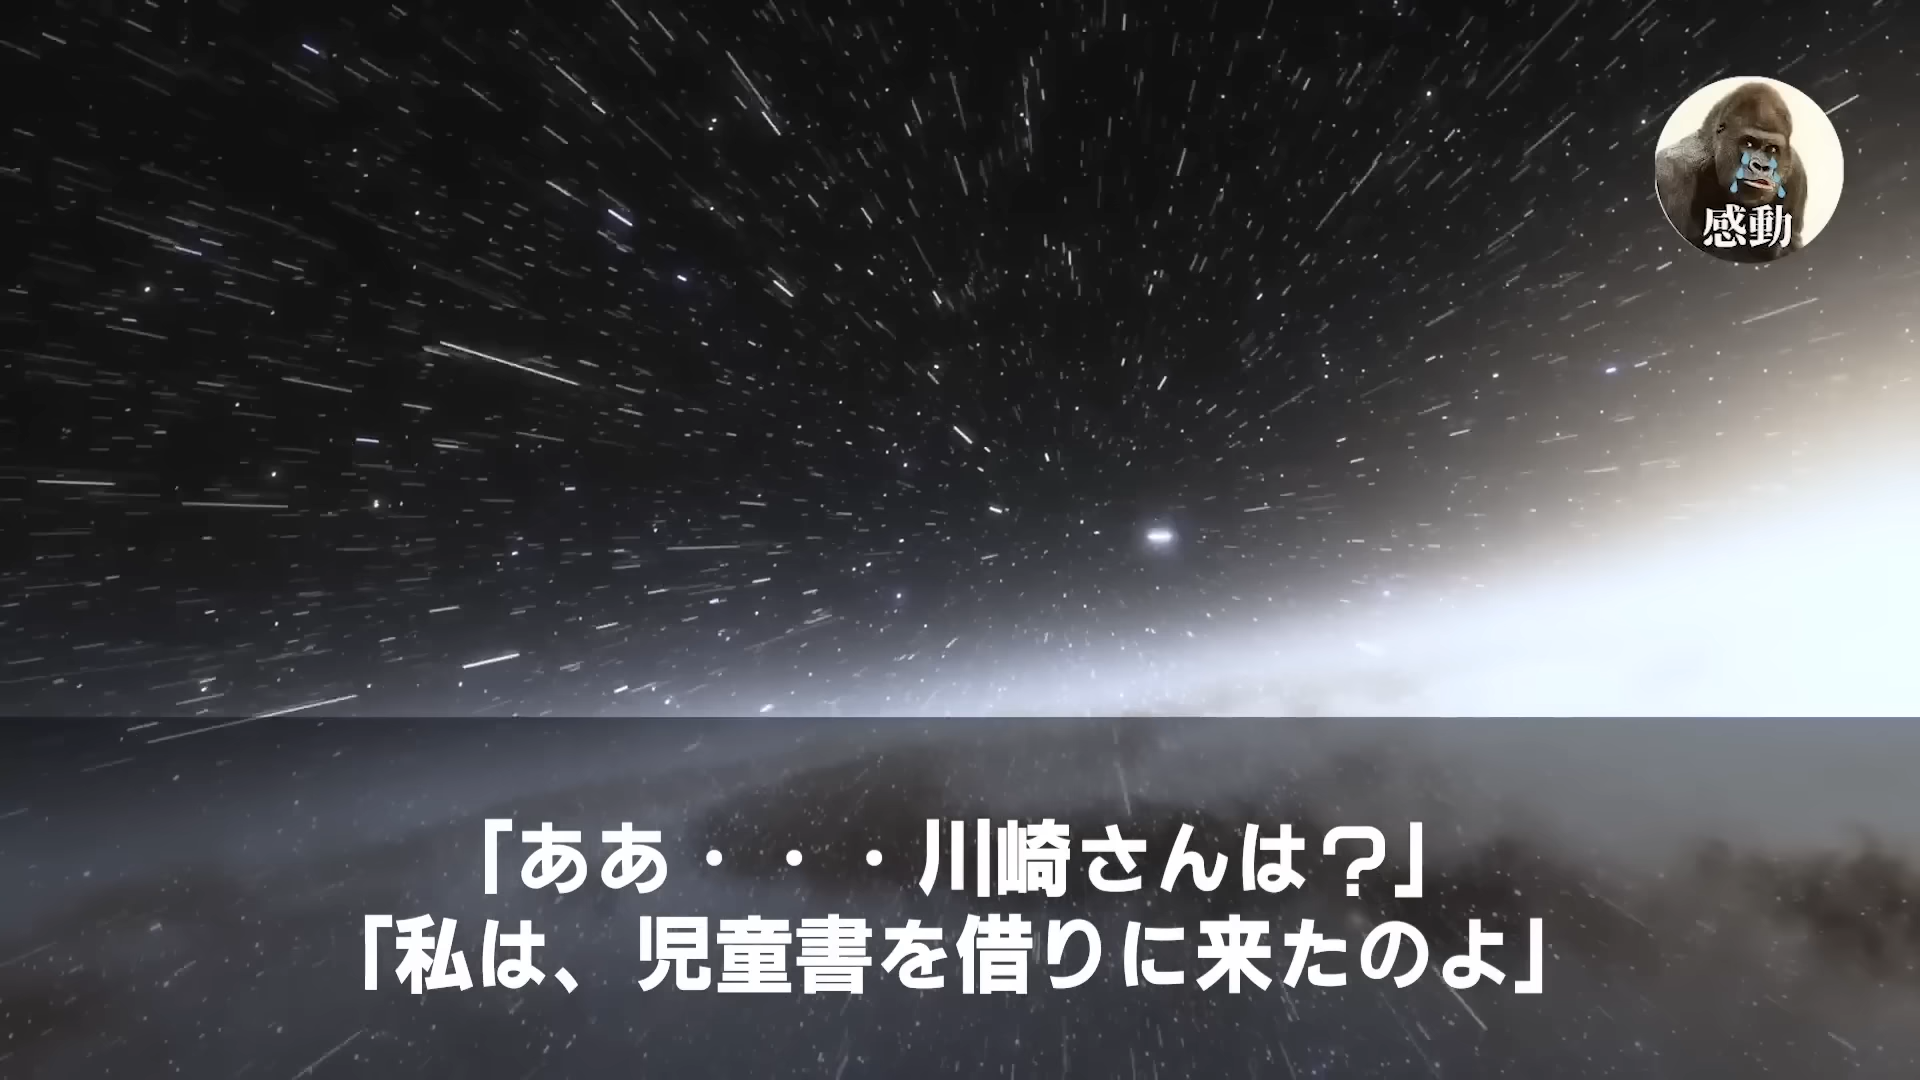 感動
「ああ・・・川崎さんは？」
「私は、児童書を借りに来たのよ」